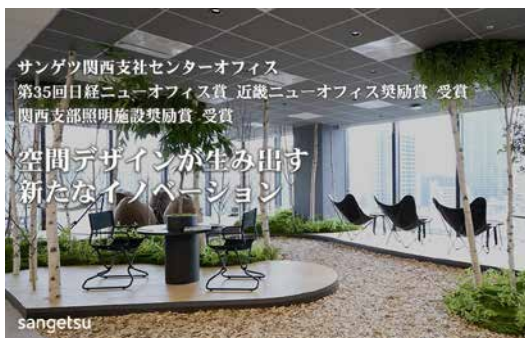 サンゲツ関西支社センターオフィス
第35回日経ニューオフィス賞 近畿ニューオフィス奨励賞 受賞
関西支部照明施設奨励賞 受賞
空間デザインが生み出す
新たなイノベーション
sangetsu